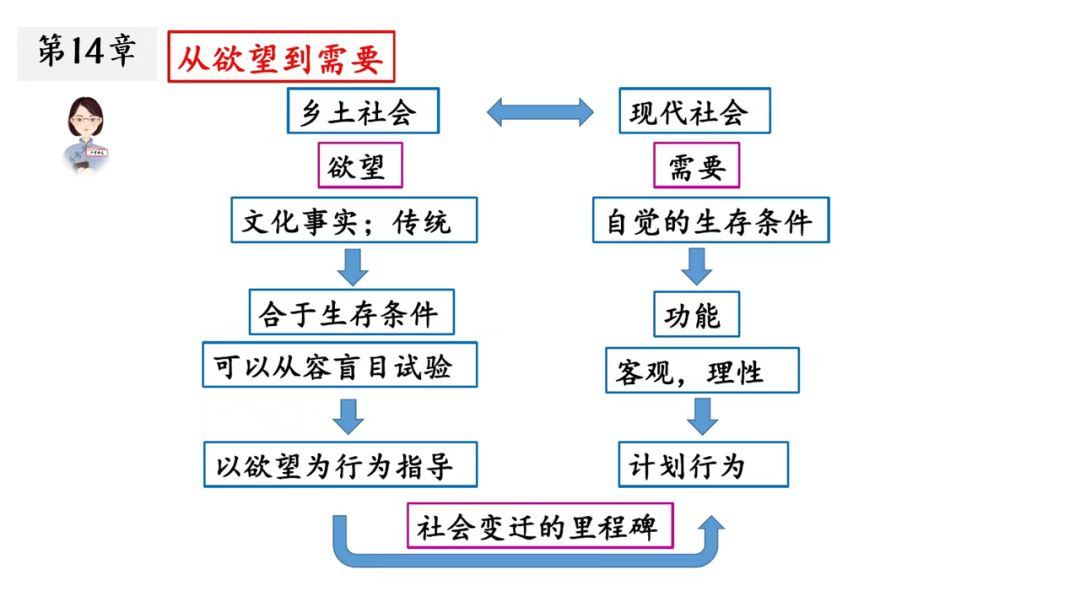 第14章
从欲望到需要
乡土社会
现代社会
欲望
需要
文化事实；传统
自觉的生存条件
合于生存条件
功能
可以从容盲目试验
客观，理性
以欲望为行为指导
计划行为
社会变迁的里程碑